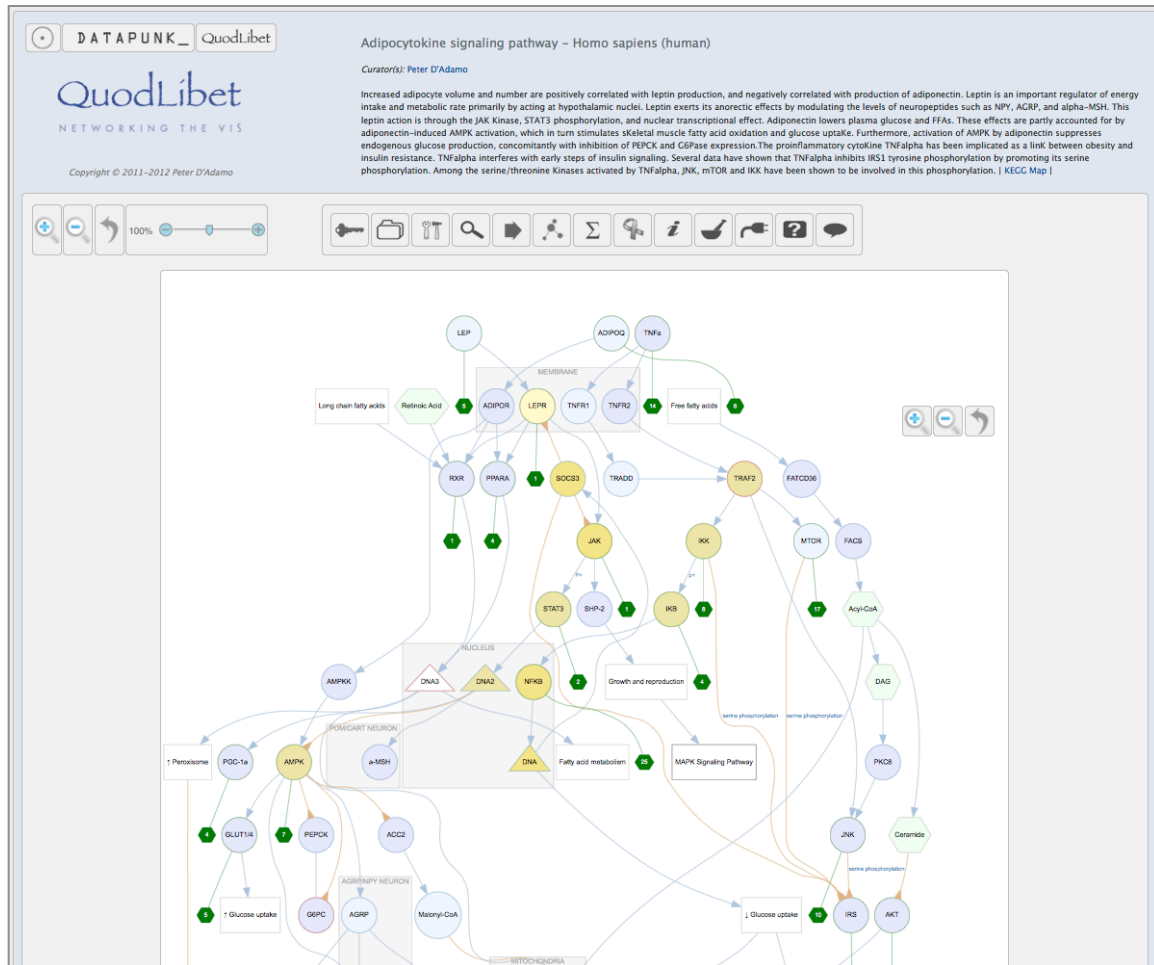 DATAPUNK_
QuodLibet
QuodLibet
NETWORKING THE VIS
Copyright © 2011-2012 Peter D'Adamo
Adipocytokine signaling pathway - Homo sapiens (human)
Curator(s): Peter D'Adamo
Increased adipocyte volume and number are positively correlated with leptin production, and negatively correlated with production of adiponectin. Leptin is an important regulator of energy
intake and metabolic rate primarily by acting at hypothalamic nuclei. Leptin exerts its anorectic effects by modulating the levels of neuropeptides such as NPY, AGRP, and alpha-MSH. This
leptin action is through the JAK Kinase, STAT3 phosphorylation, and nuclear transcriptional effect. Adiponectin lowers plasma glucose and FFAs. These effects are partly accounted for by
adiponectin-induced AMPK activation, which in turn stimulates sKeletal muscle fatty acid oxidation and glucose uptaKe. Furthermore, activation of AMPK by adiponectin suppresses
endogenous glucose production, concomitantly with inhibition of PEPCK and G6Pase expression.The proinflammatory cytoKine TNFalpha has been implicated as a linK between obesity and
insulin resistance. TNFalpha interferes with early steps of insulin signaling. Several data have shown that TNFalpha inhibits IRS1 tyrosine phosphorylation by promoting its serine
phosphorylation. Among the serine/threonine Kinases activated by TNFalpha, JNK, mTOR and IKK have been shown to be involved in this phosphorylation. | KEGG Map |
100%
Σ
i
?
LEP
ADIPOQ
TNFa
MEMBRANE
Long chain fatty acids
Retinoic Acid
5
ADIPOR
LEPR
TNFR1
TNFR2
14
Free fatty acids
6
RXR
PPARA
1
SOCS3
TRADD
TRAF2
FATCD36
1
4
JAK
IKK
MTOR
FACS
P+
STAT3
SHP-2
1
IKB
6
17
Acyl-CoA
NUCLEUS
AMPKK
DNA3
DNA2
NFKB
2
Growth and reproduction
4
DAG
serine phosphorylation
serine phosphorylation
POM/CART NEURON
↑ Peroxisome
PGC-1a
AMPK
a-MSH
DNA
Fatty acid metabolism
25
MAPK Signaling Pathway
PKC8
4
GLUT1/4
7
PEPCK
ACC2
JNK
Ceramide
serine phosphorylation
AGRP/NPY NEURON
5
↑ Glucose uptake
G6PC
AGRP
Malonyl-CoA
↓ Glucose uptake
10
IRS
AKT
MITOCHONDRIA